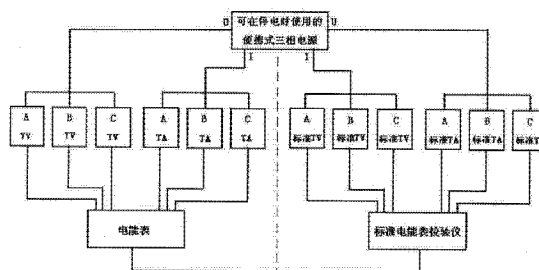 U 可在停电时使用的 U
便携式三相电源
I I
A B C A B C A B C A B C
TV TV TV TA TA TA 标准TV 标准TV 标准TV 标准TA 标准TA 标准T
电能表 标准电能表校验仪